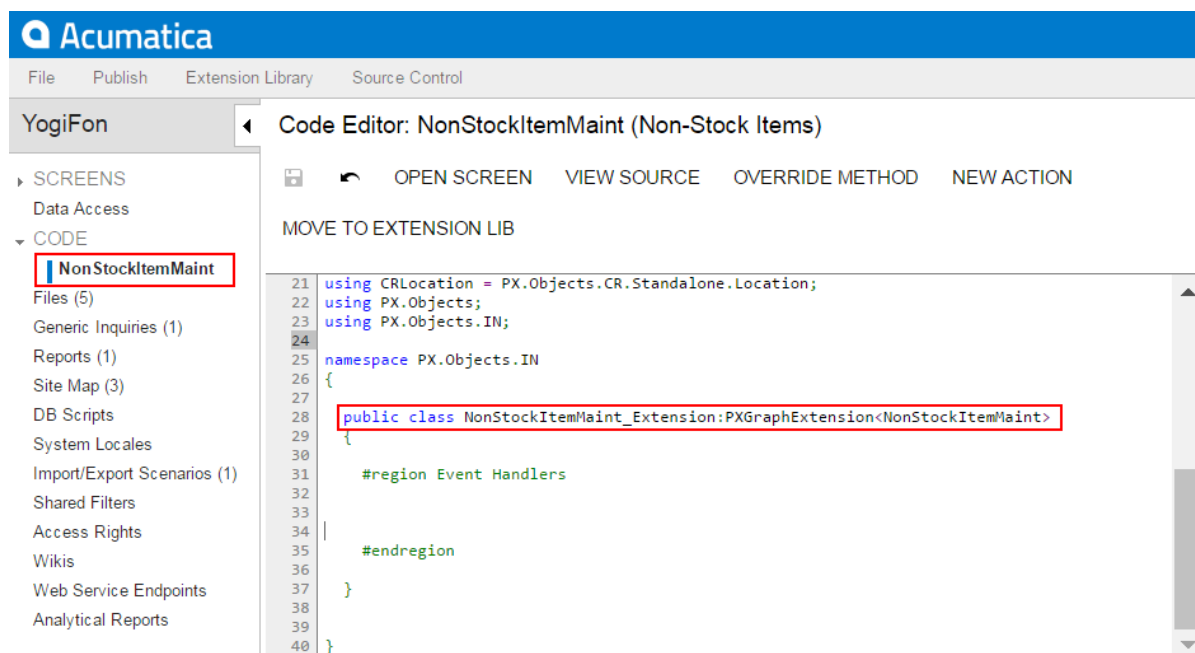 Acumatica
File Publish Extension Library Source Control
YogiFon
SCREENS
Data Access
CODE
NonStockItemMaint
Files (5)
Generic Inquiries (1)
Reports (1)
Site Map (3)
DB Scripts
System Locales
Import/Export Scenarios (1)
Shared Filters
Access Rights
Wikis
Web Service Endpoints
Analytical Reports
Code Editor: NonStockItemMaint (Non-Stock Items)
OPEN SCREEN VIEW SOURCE OVERRIDE METHOD NEW ACTION
MOVE TO EXTENSION LIB
21 using CRLocation = PX.Objects.CR.Standalone.Location;
22 using PX.Objects;
23 using PX.Objects.IN;
24
25 namespace PX.Objects.IN
26 {
27
28 public class NonStockItemMaint_Extension:PXGraphExtension<NonStockItemMaint>
29 {
30
31 #region Event Handlers
32
33
34
35 #endregion
36
37 }
38
39
40 }